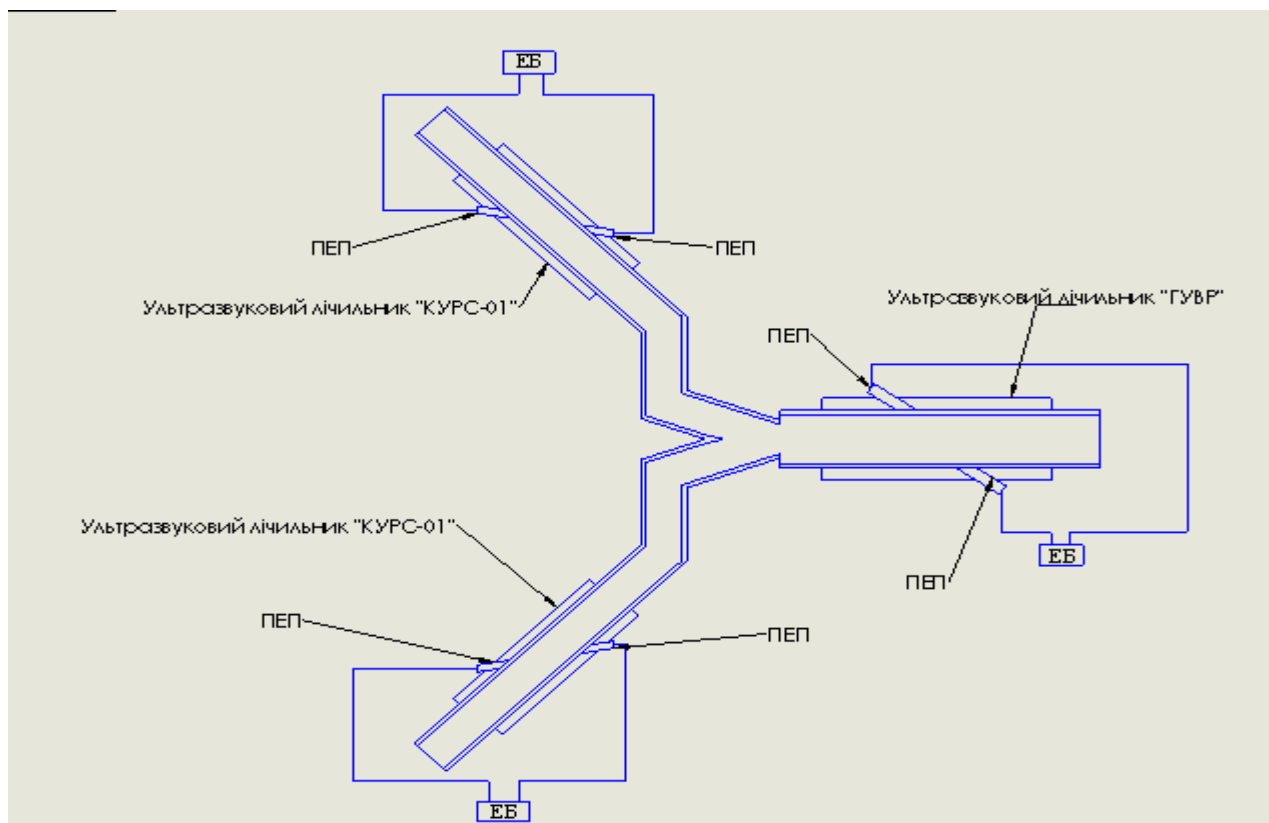 ЕБ
ПЕП
ПЕП
Ультразвуковий лічильник "КУРС-01"
Ультразвуковий лічильник "ГУВР"
ПЕП
Ультразвуковий лічильник "КУРС-01"
ЕБ
ПЕП
ПЕП
ПЕП
ЕБ